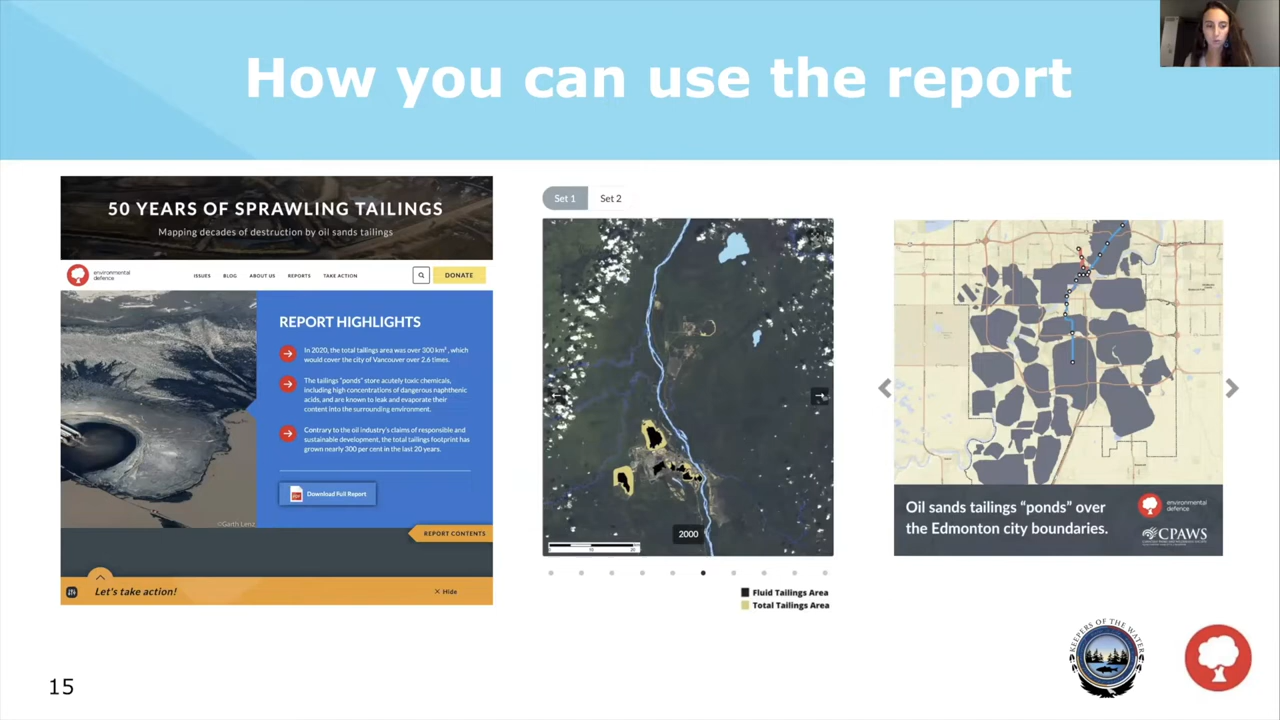 How you can use the report
50 YEARS OF SPRAWLING TAILINGS
Mapping decades of destruction by oil sands tailings
environmental
defence
ISSUES
BLOG
ABOUT US
REPORTS
TAKE ACTION
DONATE
REPORT HIGHLIGHTS
In 2020, the total tailings area was over 300 km², which
would cover the city of Vancouver over 2.6 times.
The tailings "ponds" store acutely toxic chemicals,
including high concentrations of dangerous naphthenic
acids, and are known to leak and evaporate their
content into the surrounding environment.
Contrary to the oil industry's claims of responsible and
sustainable development, the total tailings footprint has
grown nearly 300 per cent in the last 20 years.
Download Full Report
©Garth Lenz
REPORT CONTENTS
Let's take action!
× Hide
Set 1
Set 2
2000
Fluid Tailings Area
Total Tailings Area
Oil sands tailings "ponds" over
the Edmonton city boundaries.
environmental
defence
CPAWS
KEEPERS OF THE WATER
15